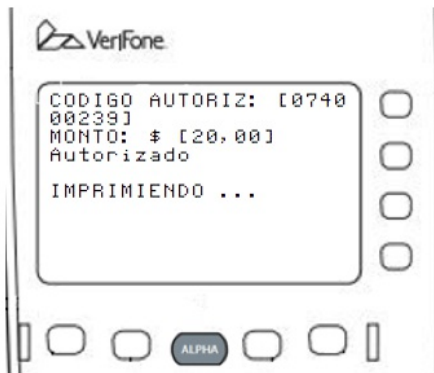 VeriFone
CODIGO AUTORIZ: [0740
00239]
MONTO: $ [20,00]
Autorizado
IMPRIMIENDO ...
ALPHA